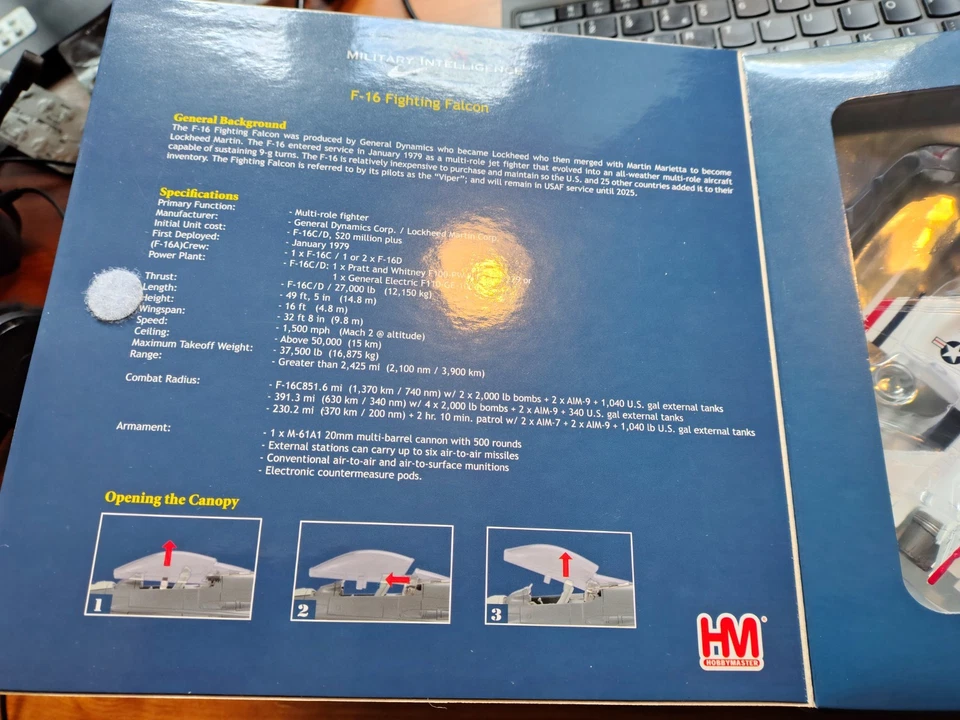 MILITARY INTELLIGENCE
F-16 Fighting Falcon
General Background
The F-16 Fighting Falcon was produced by General Dynamics who became Lockheed who then merged with Martin Marietta to become
Lockheed Martin. The F-16 entered service in January 1979 as a multi-role jet fighter that evolved into an all-weather multi-role aircraft
capable of sustaining 9-g turns. The F-16 is relatively inexpensive to purchase and maintain so the U.S. and 25 other countries added it to their
inventory. The Fighting Falcon is referred to by its pilots as the "Viper"; and will remain in USAF service until 2025.
Specifications
Primary Function: - Multi-role fighter
Manufacturer: - General Dynamics Corp. / Lockheed Martin Corp.
Initial Unit cost: - F-16C/D, $20 million plus
First Deployed: - January 1979
(F-16A)Crew: - 1 x F-16C / 1 or 2 x F-16D
Power Plant: - F-16C/D: 1 x Pratt and Whitney or
1 x General Electric
Thrust: - F-16C/D / 27,000 lb (12,150 kg)
Length: - 49 ft, 5 in (14.8 m)
Height: - 16 ft (4.8 m)
Wingspan: - 32 ft 8 in (9.8 m)
Speed: - 1,500 mph (Mach 2 @ altitude)
Ceiling: - Above 50,000 (15 km)
Maximum Takeoff Weight: - 37,500 lb (16,875 kg)
Range: - Greater than 2,425 mi (2,100 nm / 3,900 km)
Combat Radius: - F-16C851.6 mi (1,370 km / 740 nm) w/ 2 x 2,000 lb bombs + 2 x AIM-9 + 1,040 U.S. gal external tanks
- 391.3 mi (630 km / 340 nm) w/ 4 x 2,000 lb bombs + 2 x AIM-9 + 340 U.S. gal external tanks
- 230.2 mi (370 km / 200 nm) + 2 hr. 10 min. patrol w/ 2 x AIM-7 + 2 x AIM-9 + 1,040 lb U.S. gal external tanks
Armament: - 1 x M-61A1 20mm multi-barrel cannon with 500 rounds
- External stations can carry up to six air-to-air missiles
- Conventional air-to-air and air-to-surface munitions
- Electronic countermeasure pods.
Opening the Canopy
1 2 3
HM
HOBBYMASTER